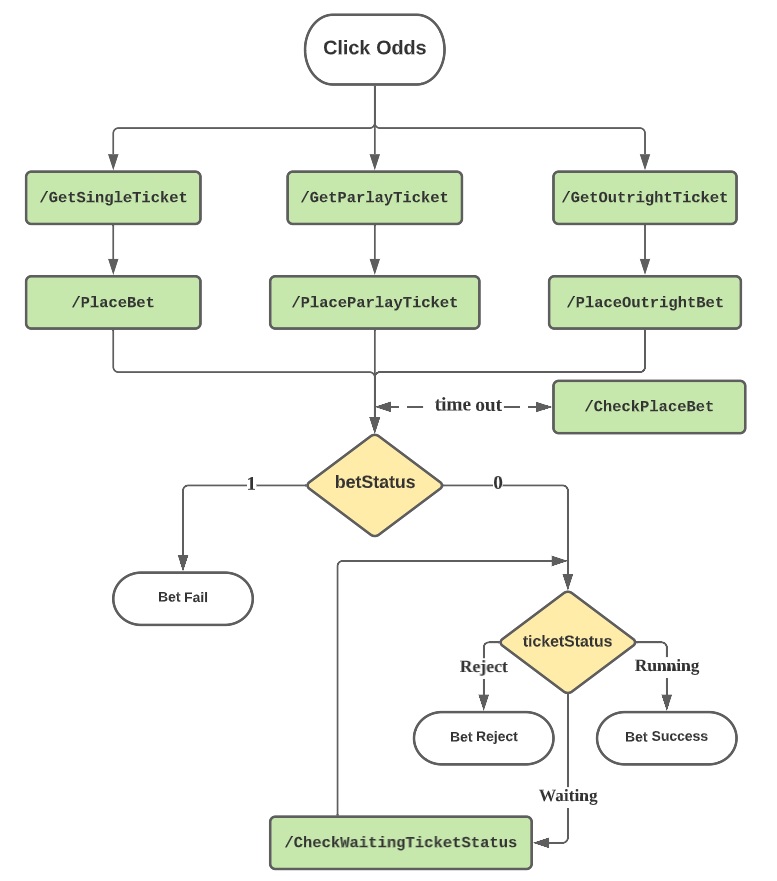 Click Odds
/GetSingleTicket
/GetParlayTicket
/GetOutrightTicket
/PlaceBet
/PlaceParlayTicket
/PlaceOutrightBet
time out
/CheckPlaceBet
betStatus
1
0
Bet Fail
ticketStatus
Reject
Running
Bet Reject
Bet Success
Waiting
/CheckWaitingTicketStatus